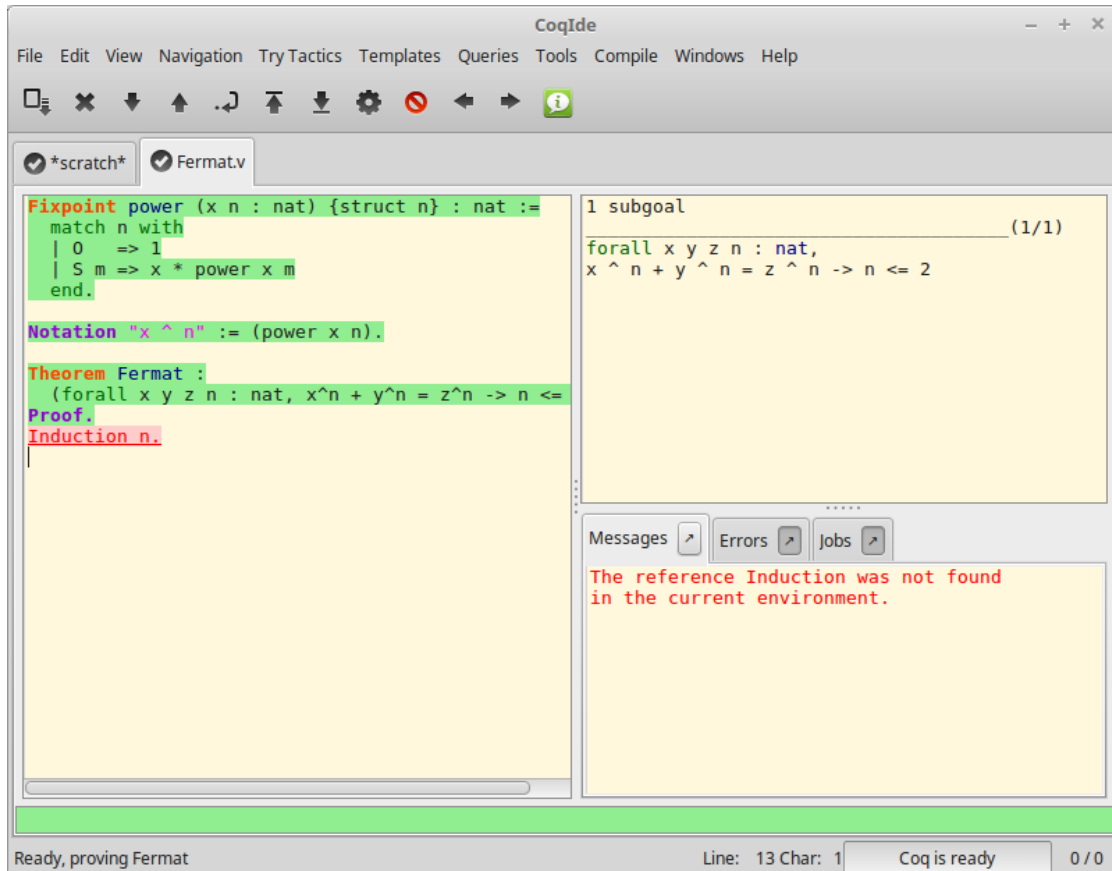 CoqIde
File Edit View Navigation Try Tactics Templates Queries Tools Compile Windows Help
*scratch*
Fermat.v
Fixpoint power (x n : nat) {struct n} : nat :=
  match n with
  | O   => 1
  | S m => x * power x m
  end.
Notation "x ^ n" := (power x n).
Theorem Fermat :
  (forall x y z n : nat, x^n + y^n = z^n -> n <=
Proof.
Induction n.
1 subgoal
______________________________________(1/1)
forall x y z n : nat,
x ^ n + y ^ n = z ^ n -> n <= 2
Messages
Errors
Jobs
The reference Induction was not found
in the current environment.
Ready, proving Fermat
Line: 13 Char: 1
Coq is ready
0 / 0